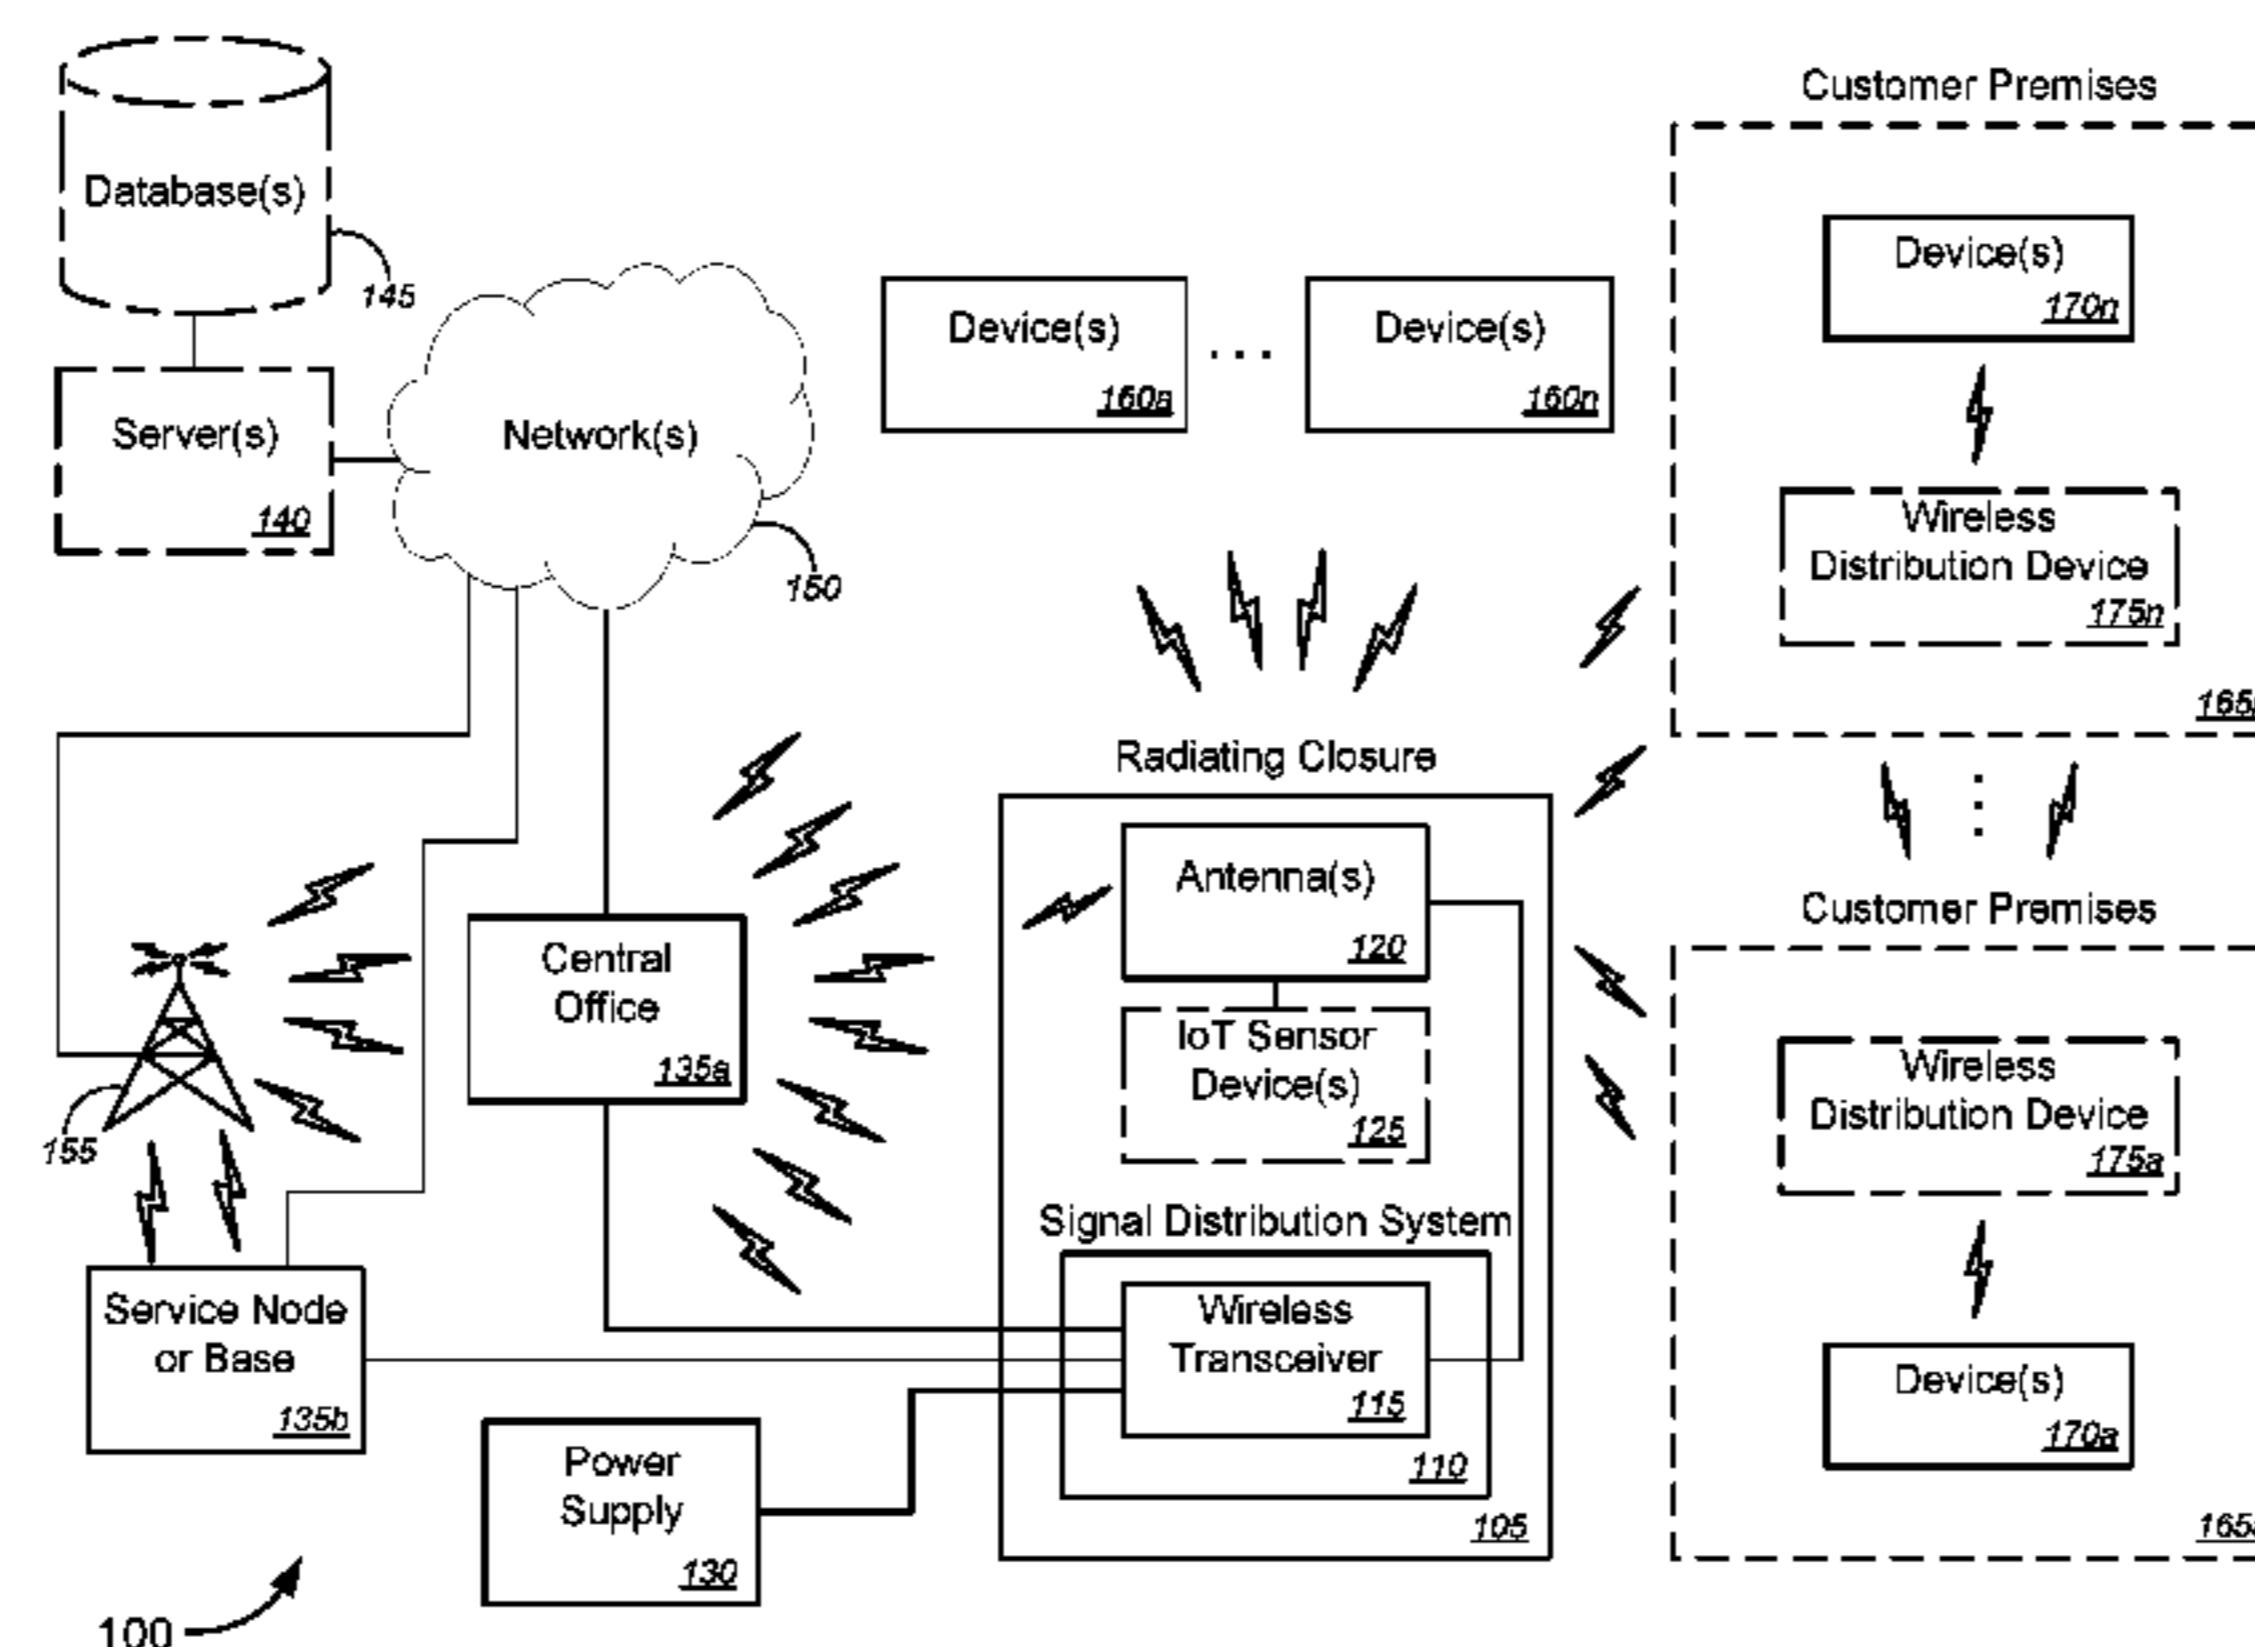 Database(s)
145
Server(s)
140
Network(s)
150
Device(s)
160a
...
Device(s)
160n
Customer Premises
Device(s)
170n
Wireless
Distribution Device
175n
Customer Premises
Wireless
Distribution Device
175a
Device(s)
170a
Radiating Closure
Antenna(s)
120
IoT Sensor
Device(s)
125
Signal Distribution System
Wireless
Transceiver
115
110
105
Central
Office
135a
155
Service Node
or Base
135b
Power
Supply
130
100